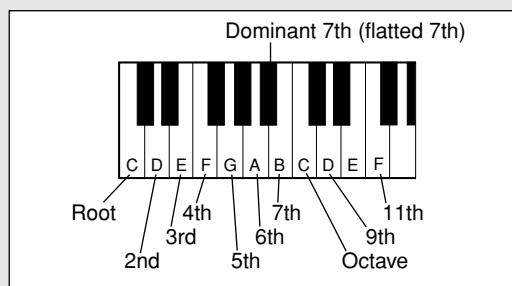 Dominant 7th (flatted 7th)
C D E F G A B C D E F
Root 4th 7th 11th
3rd 6th 9th
2nd 5th Octave